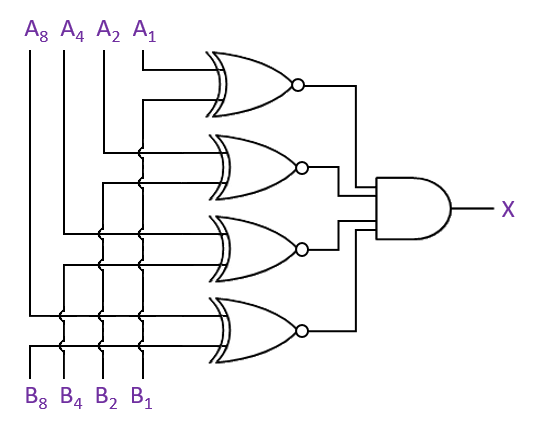 A₈ A₄ A₂ A₁
X
B₈ B₄ B₂ B₁